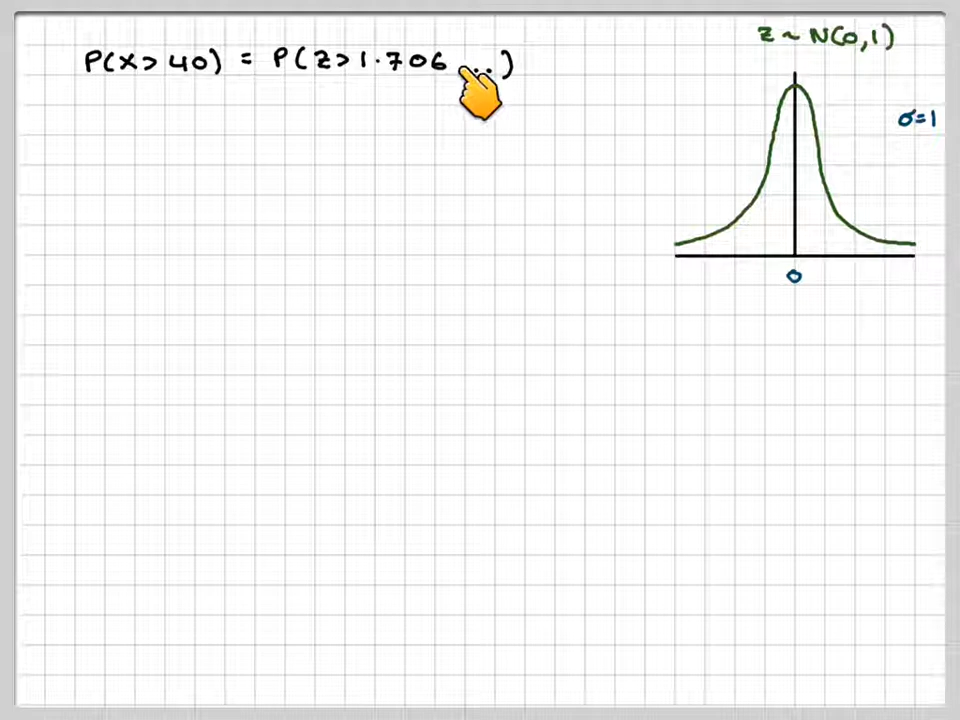 P(X>40) = P(Z>1.706...)
Z ~ N(0,1)
σ=1
0